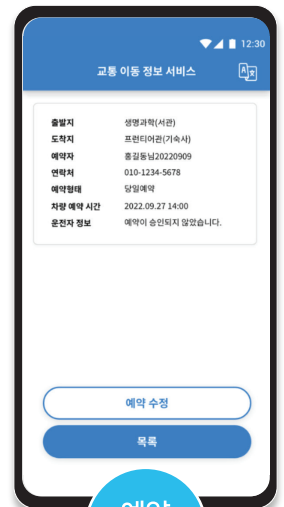 12:30
교통 이동 정보 서비스
출발지 생명과학(서관)
도착지 프런티어관(기숙사)
예약자 홍길동님20220909
연락처 010-1234-5678
예약형태 당일예약
차량 예약 시간 2022.09.27 14:00
운전자 정보 예약이 승인되지 않았습니다.
예약 수정
목록
예약